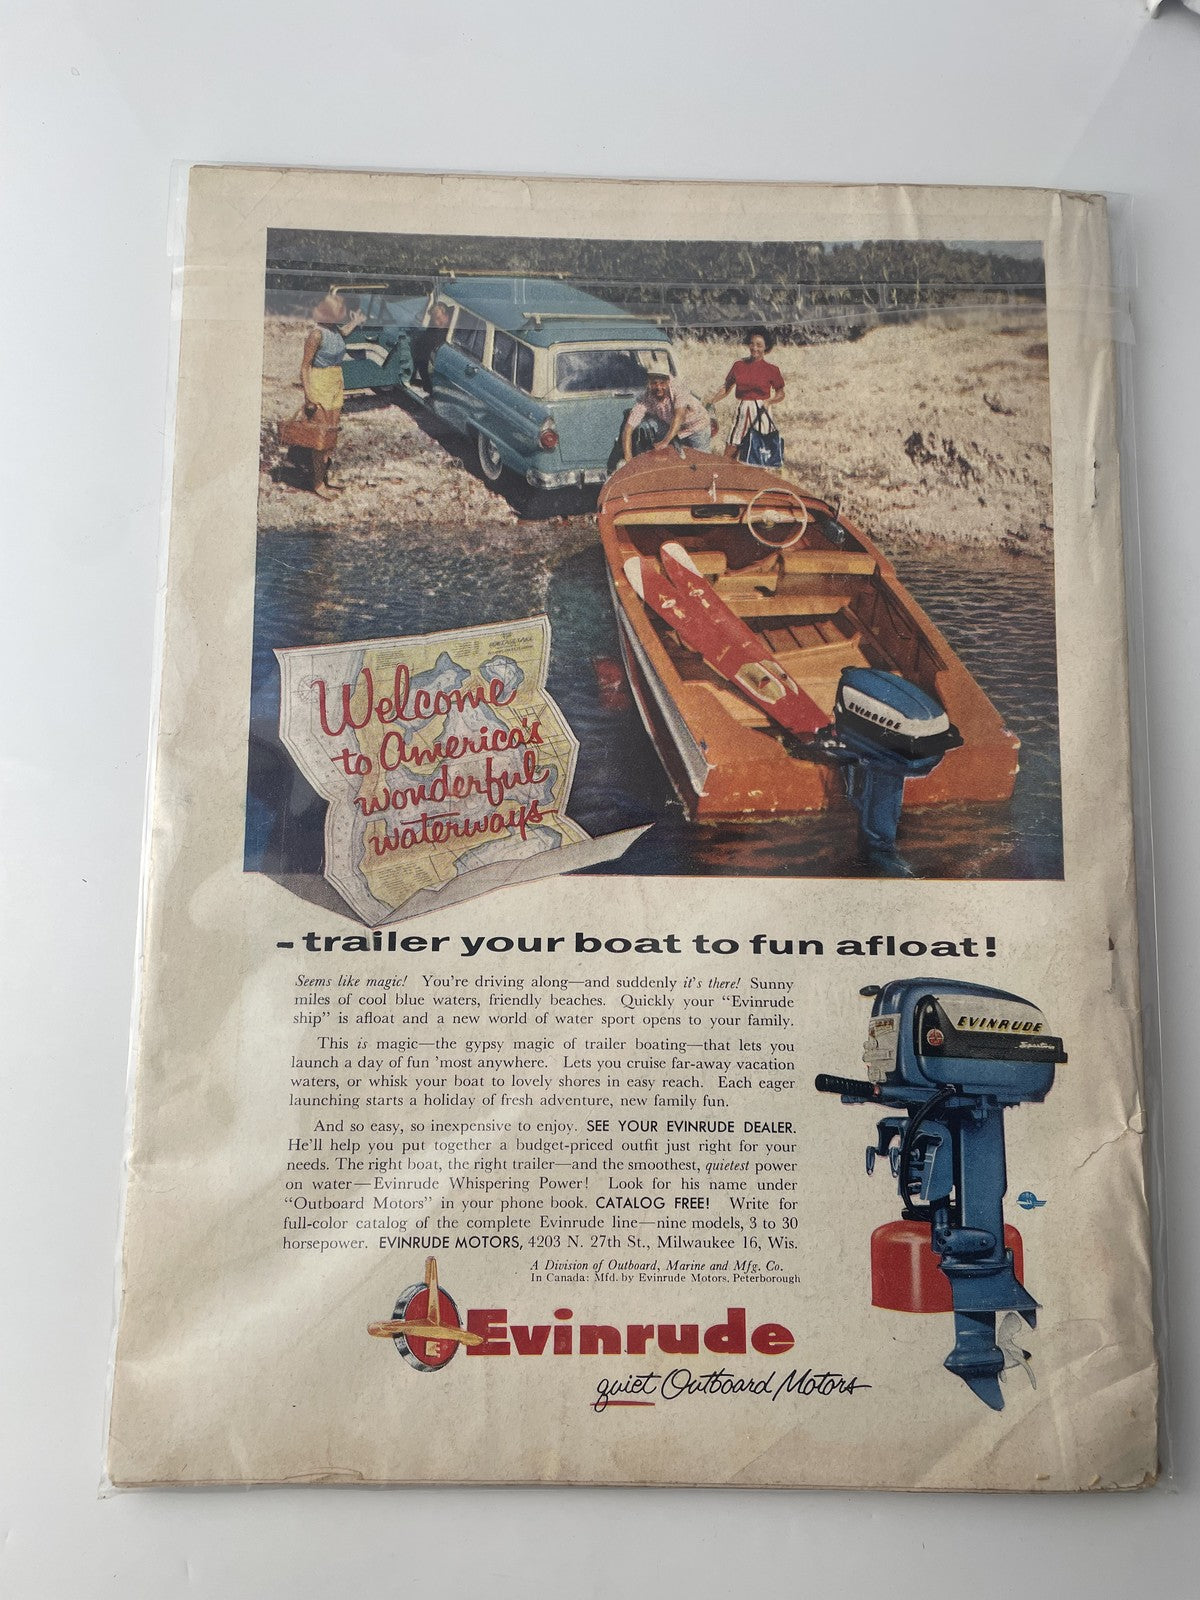 Welcome
to America's
wonderful
waterways
EVINRUDE
-trailer your boat to fun afloat!
Seems like magic! You're driving along—and suddenly it's there! Sunny
miles of cool blue waters, friendly beaches. Quickly your "Evinrude
ship" is afloat and a new world of water sport opens to your family.
This is magic—the gypsy magic of trailer boating—that lets you
launch a day of fun 'most anywhere. Lets you cruise far-away vacation
waters, or whisk your boat to lovely shores in easy reach. Each eager
launching starts a holiday of fresh adventure, new family fun.
And so easy, so inexpensive to enjoy. SEE YOUR EVINRUDE DEALER.
He'll help you put together a budget-priced outfit just right for your
needs. The right boat, the right trailer—and the smoothest, quietest power
on water—Evinrude Whispering Power! Look for his name under
"Outboard Motors" in your phone book. CATALOG FREE! Write for
full-color catalog of the complete Evinrude line—nine models, 3 to 30
horsepower. EVINRUDE MOTORS, 4203 N. 27th St., Milwaukee 16, Wis.
A Division of Outboard, Marine and Mfg. Co.
In Canada: Mfd. by Evinrude Motors, Peterborough
EVINRUDE
E
Evinrude
quiet Outboard Motors